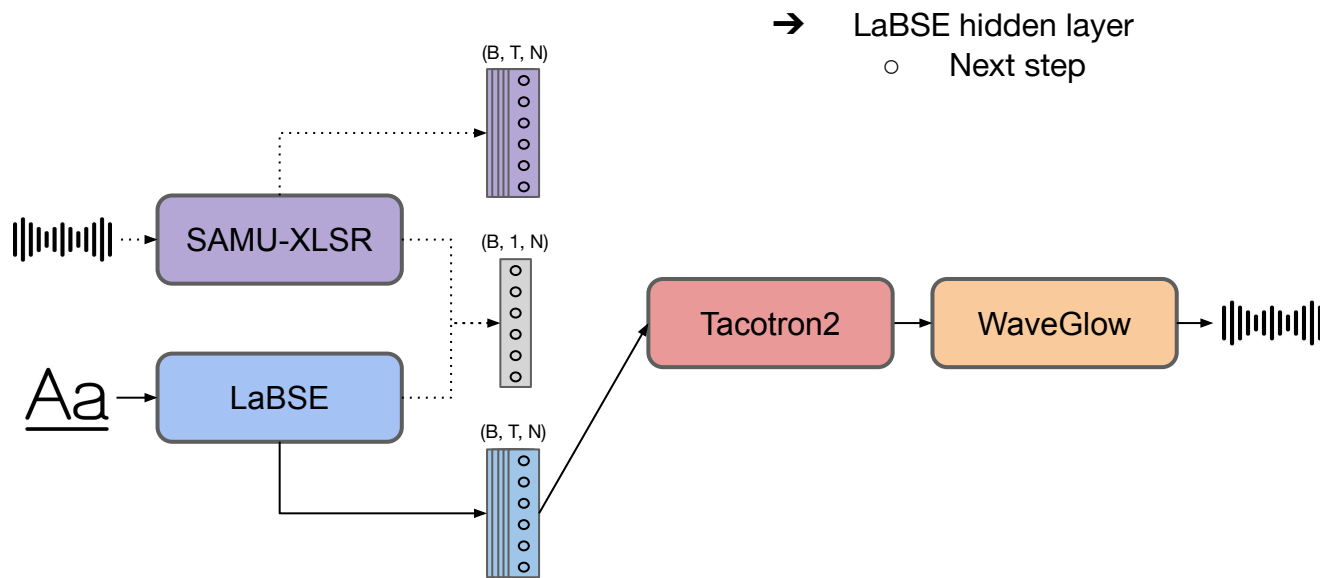 ➔ LaBSE hidden layer
○ Next step
(B, T, N)
SAMU-XLSR
(B, 1, N)
Tacotron2
WaveGlow
Aa
LaBSE
(B, T, N)